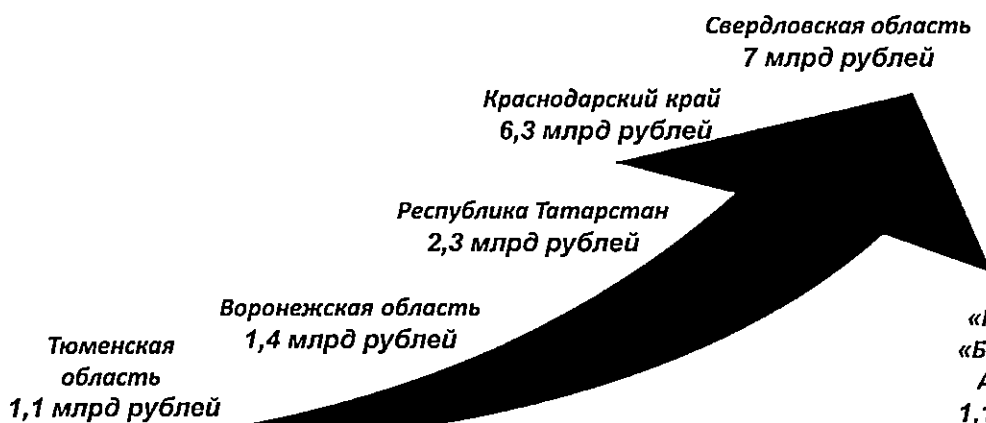 Свердловская область
7 млрд рублей
Краснодарский край
6,3 млрд рублей
Республика Татарстан
2,3 млрд рублей
Воронежская область
1,4 млрд рублей
Тюменская
область
1,1 млрд рублей